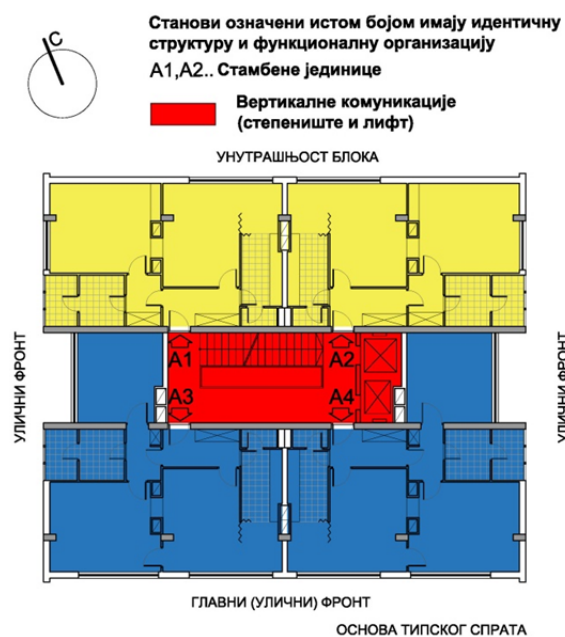 Станови означени истом бојом имају идентичну
структуру и функционалну организацију
С
А1,А2.. Стамбене јединице
Вертикалне комуникације
(степениште и лифт)
УНУТРАШЊОСТ БЛОКА
А1
А2
А3
А4
УЛИЧНИ ФРОНТ
УЛИЧНИ ФРОНТ
ГЛАВНИ (УЛИЧНИ) ФРОНТ
ОСНОВА ТИПСКОГ СПРАТА